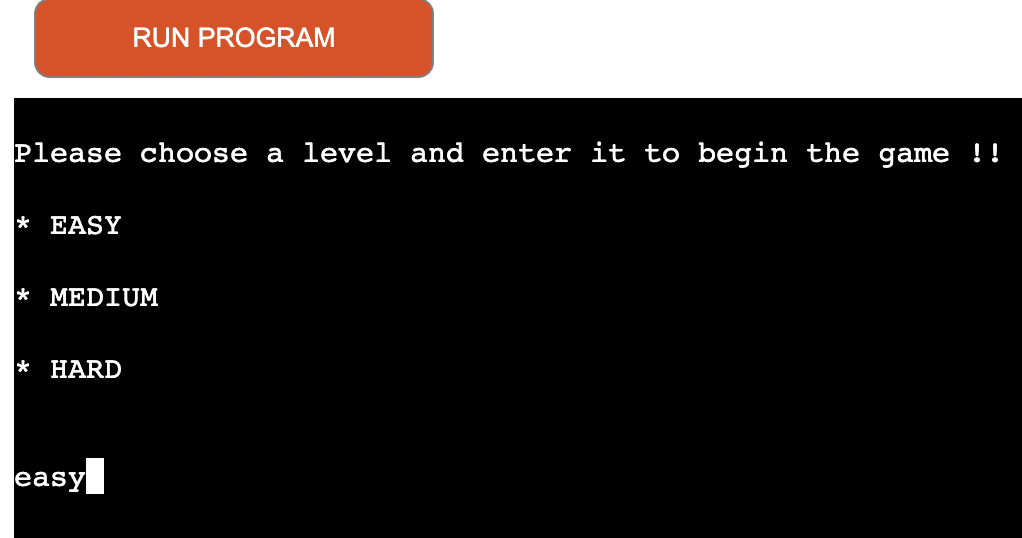 RUN PROGRAM
Please choose a level and enter it to begin the game !!
* EASY
* MEDIUM
* HARD
easy